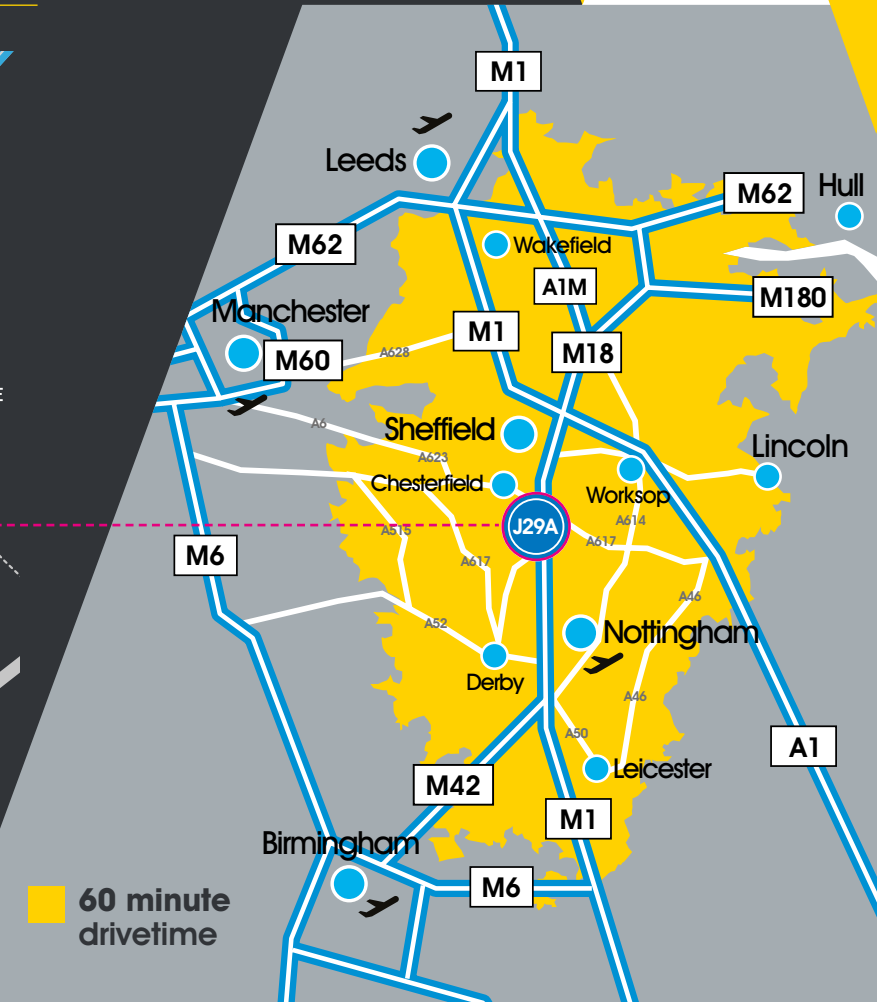 M1
Leeds
M62
Hull
M62
Wakefield
A1M
M180
Manchester
M1
A628
M60
M18
E
A6
Sheffield
A623
Lincoln
Chesterfield
Worksop
J29A
A614
A515
A617
M6
A617
A46
A52
Nottingham
Derby
A46
A50
A1
Leicester
M42
M1
Birmingham
M6
60 minute
drivetime